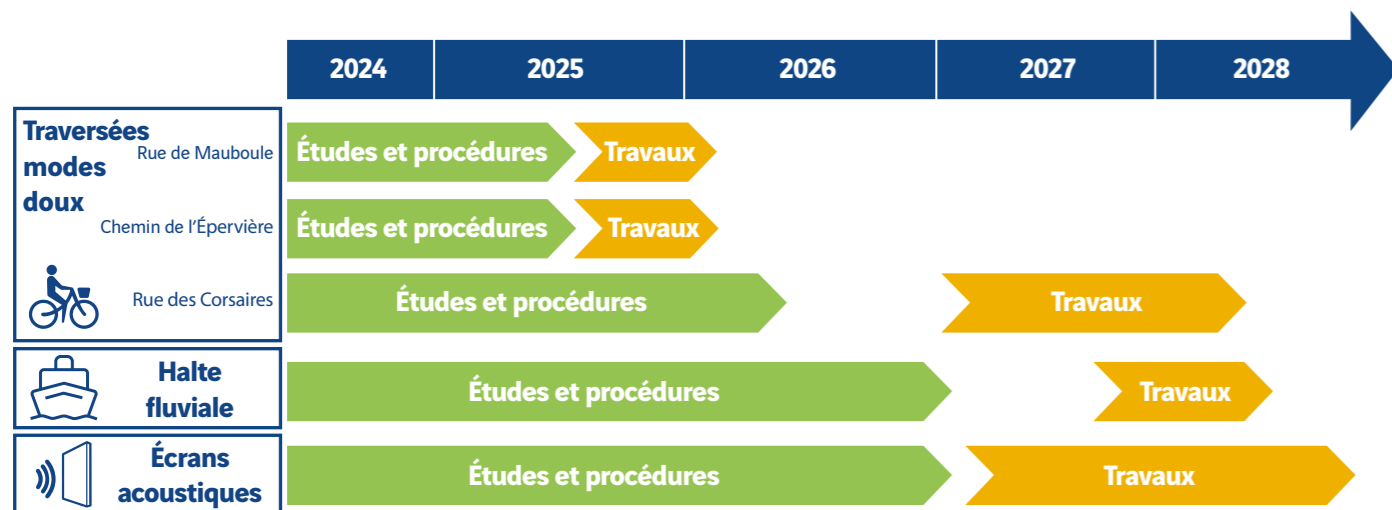 2024 2025 2026 2027 2028
Traversées
modes
doux
Rue de Mauboule
Études et procédures
Travaux
Chemin de l'Épervière
Études et procédures
Travaux
Rue des Corsaires
Études et procédures
Travaux
Halte
fluviale
Études et procédures
Travaux
Écrans
acoustiques
Études et procédures
Travaux